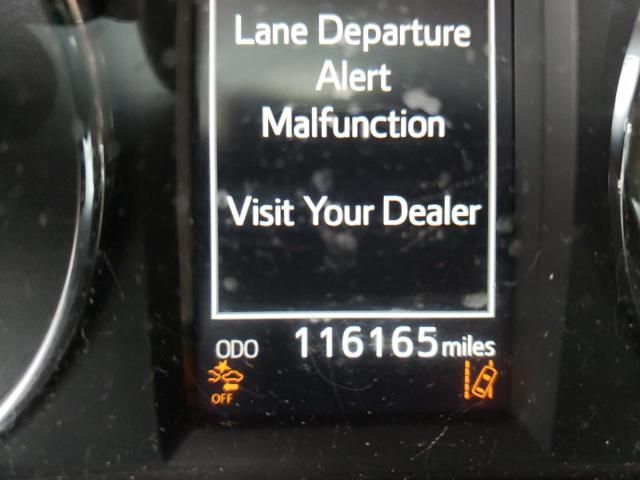 Lane Departure
Alert
Malfunction
Visit Your Dealer
ODO 116165 miles
OFF